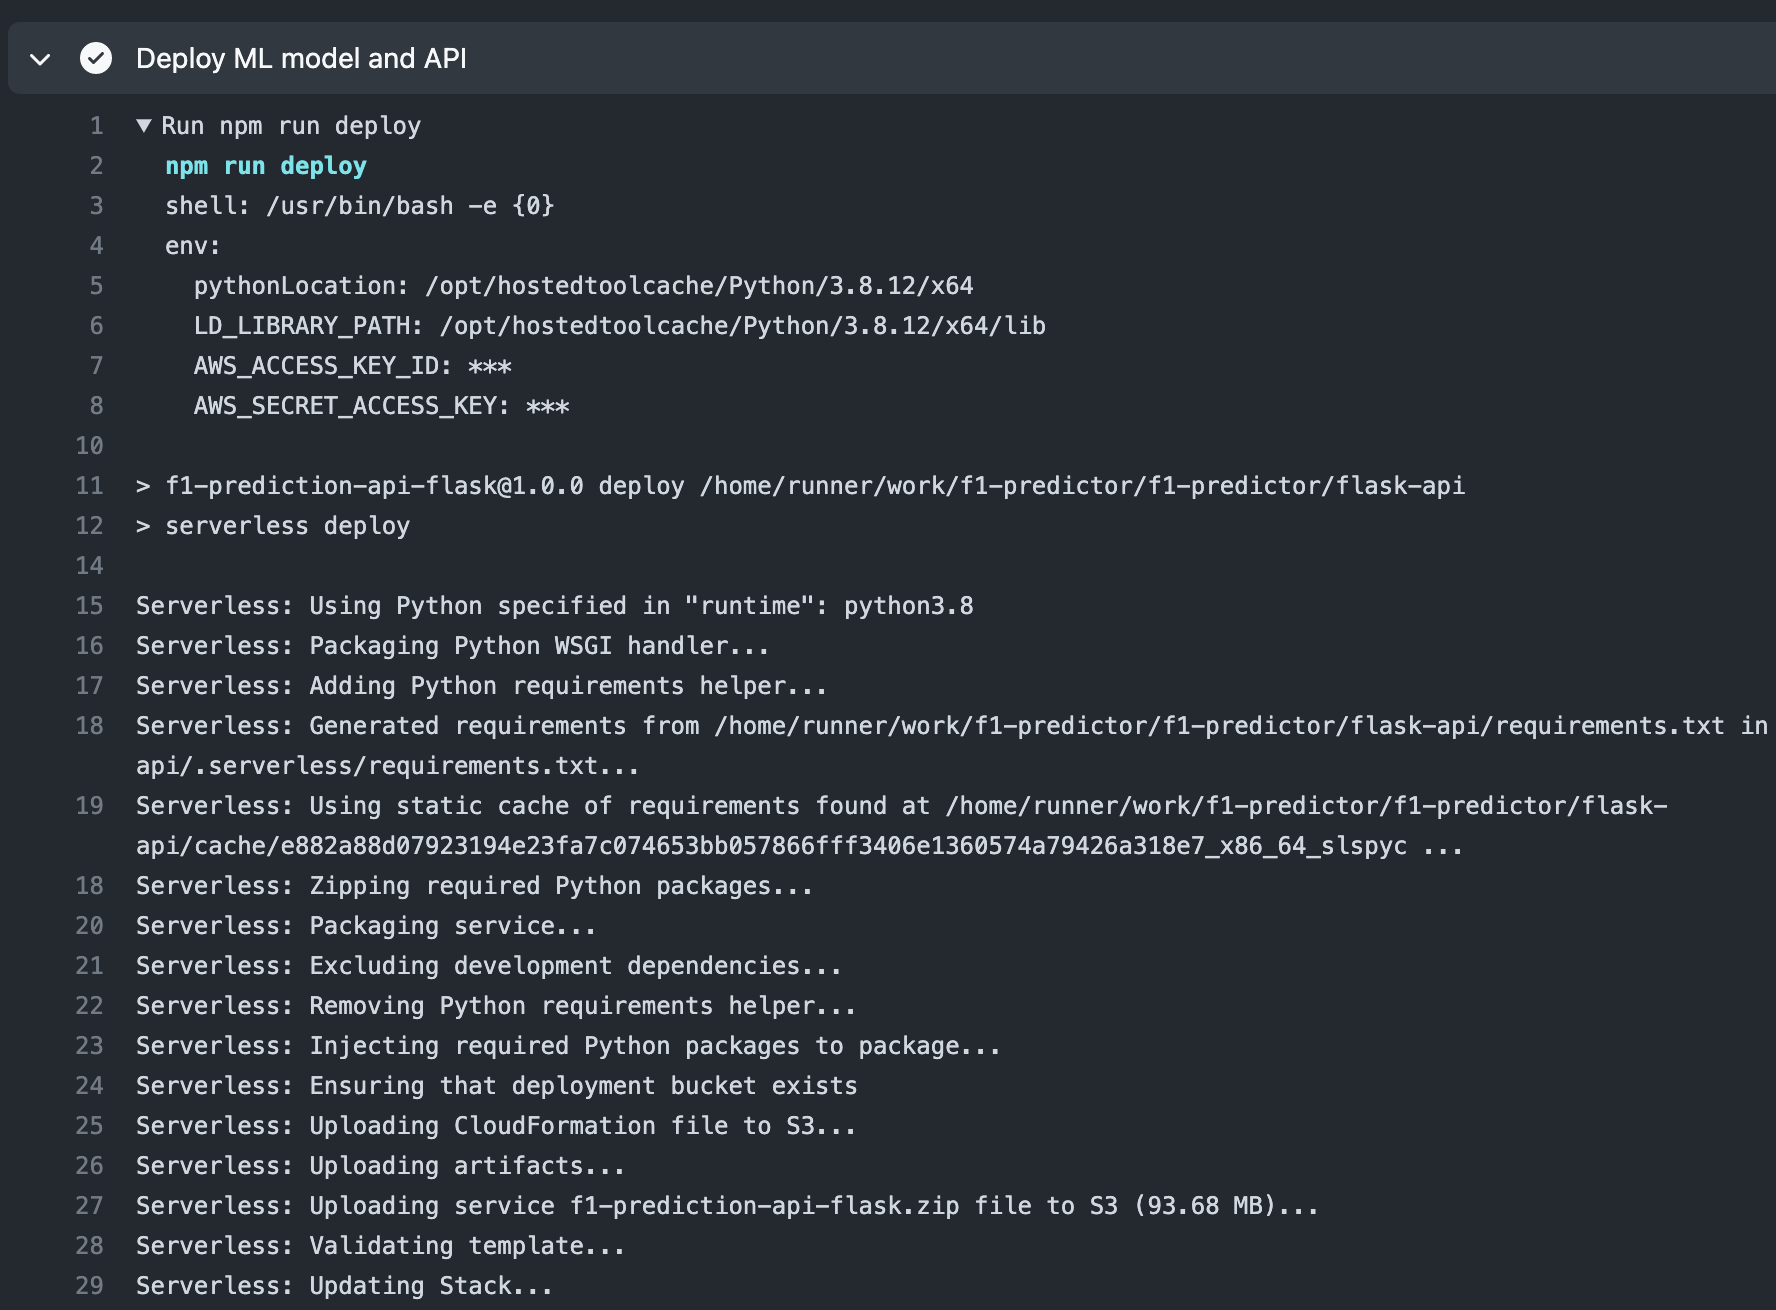 Deploy ML model and API
1 ▼ Run npm run deploy
2 npm run deploy
3 shell: /usr/bin/bash -e {0}
4 env:
5 pythonLocation: /opt/hostedtoolcache/Python/3.8.12/x64
6 LD_LIBRARY_PATH: /opt/hostedtoolcache/Python/3.8.12/x64/lib
7 AWS_ACCESS_KEY_ID: ***
8 AWS_SECRET_ACCESS_KEY: ***
10
11 > f1-prediction-api-flask@1.0.0 deploy /home/runner/work/f1-predictor/f1-predictor/flask-api
12 > serverless deploy
14
15 Serverless: Using Python specified in "runtime": python3.8
16 Serverless: Packaging Python WSGI handler...
17 Serverless: Adding Python requirements helper...
18 Serverless: Generated requirements from /home/runner/work/f1-predictor/f1-predictor/flask-api/requirements.txt in
api/.serverless/requirements.txt...
19 Serverless: Using static cache of requirements found at /home/runner/work/f1-predictor/f1-predictor/flask-
api/cache/e882a88d07923194e23fa7c074653bb057866fff3406e1360574a79426a318e7_x86_64_slspyc ...
18 Serverless: Zipping required Python packages...
20 Serverless: Packaging service...
21 Serverless: Excluding development dependencies...
22 Serverless: Removing Python requirements helper...
23 Serverless: Injecting required Python packages to package...
24 Serverless: Ensuring that deployment bucket exists
25 Serverless: Uploading CloudFormation file to S3...
26 Serverless: Uploading artifacts...
27 Serverless: Uploading service f1-prediction-api-flask.zip file to S3 (93.68 MB)...
28 Serverless: Validating template...
29 Serverless: Updating Stack...